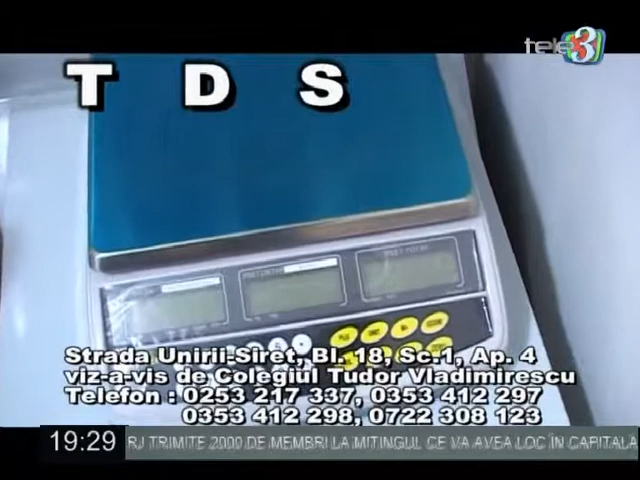 tele 3
T D S
Strada Unirii-Siret, Bl. 18, Sc.1, Ap. 4
viz-a-vis de Colegiul Tudor Vladimirescu
Telefon : 0253 217 337, 0353 412 297
0353 412 298, 0722 308 123
19:29 RJ TRIMITE 2000 DE MEMBRI LA MITINGUL CE VA AVEA LOC ÎN CAPITALA